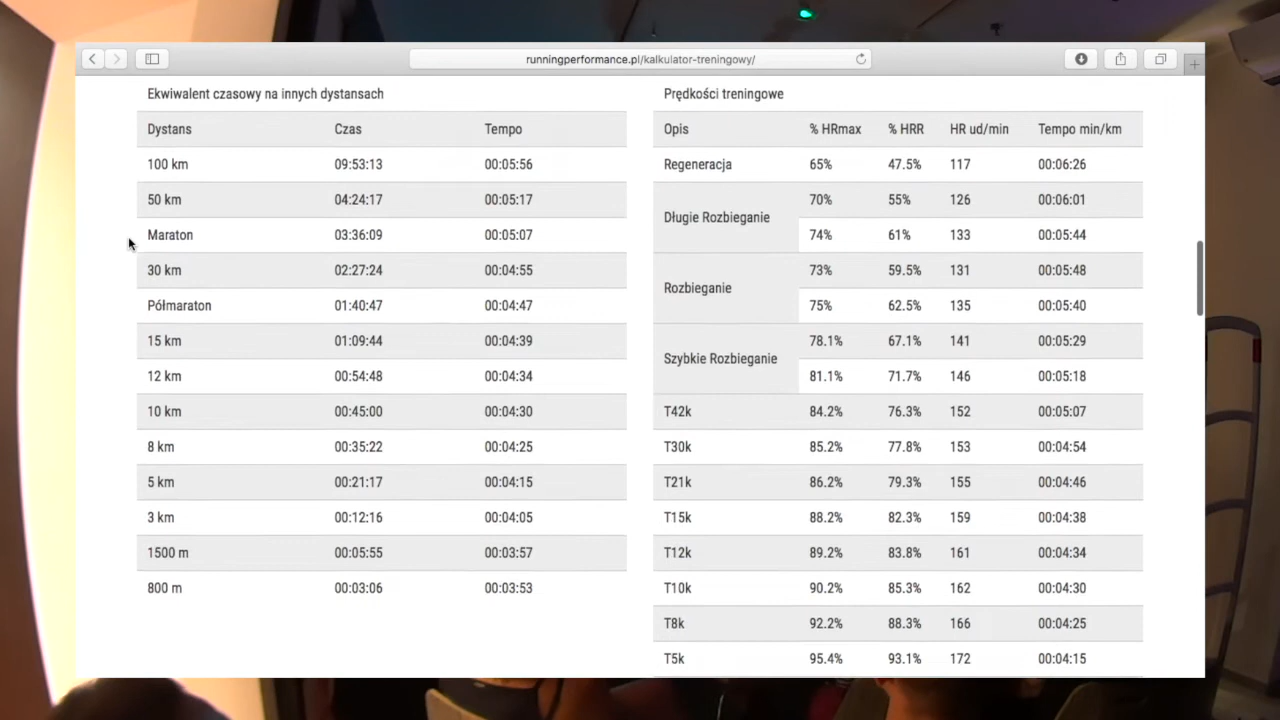 runningperformance.pl/kalkulator-treningowy/
Ekwiwalent czasowy na innych dystansach
Dystans Czas Tempo
100 km 09:53:13 00:05:56
50 km 04:24:17 00:05:17
Maraton 03:36:09 00:05:07
30 km 02:27:24 00:04:55
Półmaraton 01:40:47 00:04:47
15 km 01:09:44 00:04:39
12 km 00:54:48 00:04:34
10 km 00:45:00 00:04:30
8 km 00:35:22 00:04:25
5 km 00:21:17 00:04:15
3 km 00:12:16 00:04:05
1500 m 00:05:55 00:03:57
800 m 00:03:06 00:03:53
Prędkości treningowe
Opis % HRmax % HRR HR ud/min Tempo min/km
Regeneracja 65% 47.5% 117 00:06:26
Długie Rozbieganie 70% 55% 126 00:06:01
74% 61% 133 00:05:44
Rozbieganie 73% 59.5% 131 00:05:48
75% 62.5% 135 00:05:40
Szybkie Rozbieganie 78.1% 67.1% 141 00:05:29
81.1% 71.7% 146 00:05:18
T42k 84.2% 76.3% 152 00:05:07
T30k 85.2% 77.8% 153 00:04:54
T21k 86.2% 79.3% 155 00:04:46
T15k 88.2% 82.3% 159 00:04:38
T12k 89.2% 83.8% 161 00:04:34
T10k 90.2% 85.3% 162 00:04:30
T8k 92.2% 88.3% 166 00:04:25
T5k 95.4% 93.1% 172 00:04:15